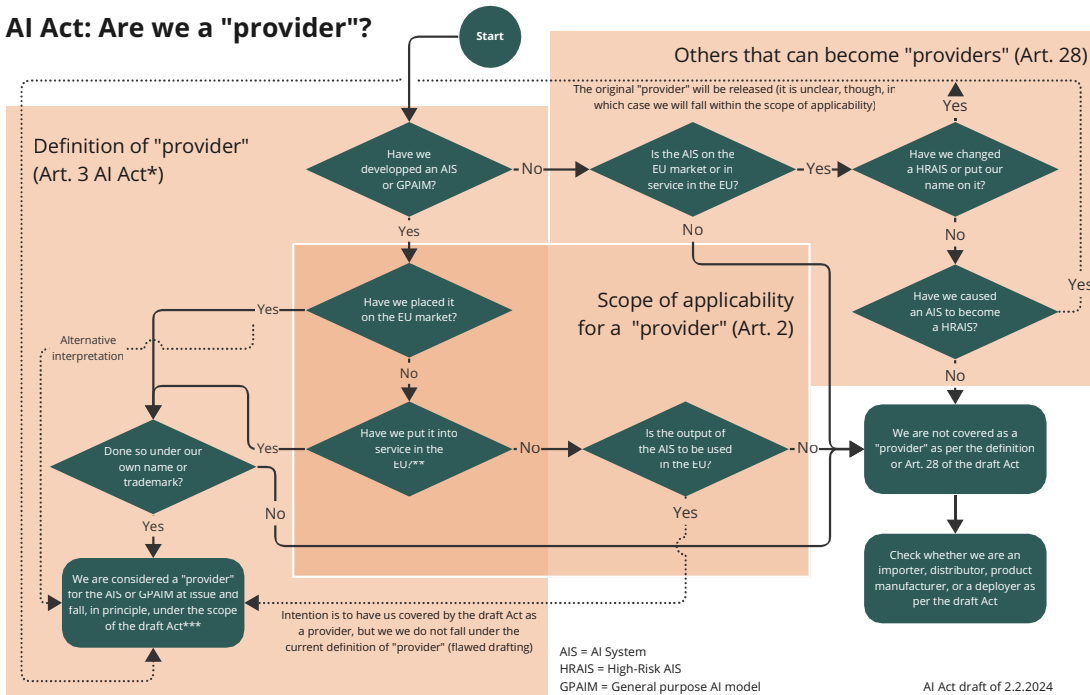 AI Act: Are we a "provider"?
Start
Others that can become "providers" (Art. 28)
The original "provider" will be released (it is unclear, though, in
which case we will fall within the scope of applicability)
Yes
Definition of "provider"
(Art. 3 AI Act*)
Have we
developped an AIS
or GPAIM?
No
Is the AIS on the
EU market or in
service in the EU?
Yes
Have we changed
a HRAIS or put our
name on it?
Yes
No
No
Have we placed it
on the EU market?
Yes
Scope of applicability
for a "provider" (Art. 2)
Have we caused
an AIS to become
a HRAIS?
Yes
Alternative
interpretation
No
No
Done so under our
own name or
trademark?
Yes
Have we put it into
service in the
EU?**
No
Is the output of
the AIS to be used
in the EU?
No
We are not covered as a
"provider" as per the definition
or Art. 28 of the draft Act
No
Yes
Yes
We are considered a "provider"
for the AIS or GPAIM at issue and
fall, in principle, under the scope
of the draft Act***
Check whether we are an
importer, distributor, product
manufacturer, or a deployer as
per the draft Act
Intention is to have us covered by the draft Act as
a provider, but we we do not fall under the
current definition of "provider" (flawed drafting)
AIS = AI System
HRAIS = High-Risk AIS
GPAIM = General purpose AI model
AI Act draft of 2.2.2024